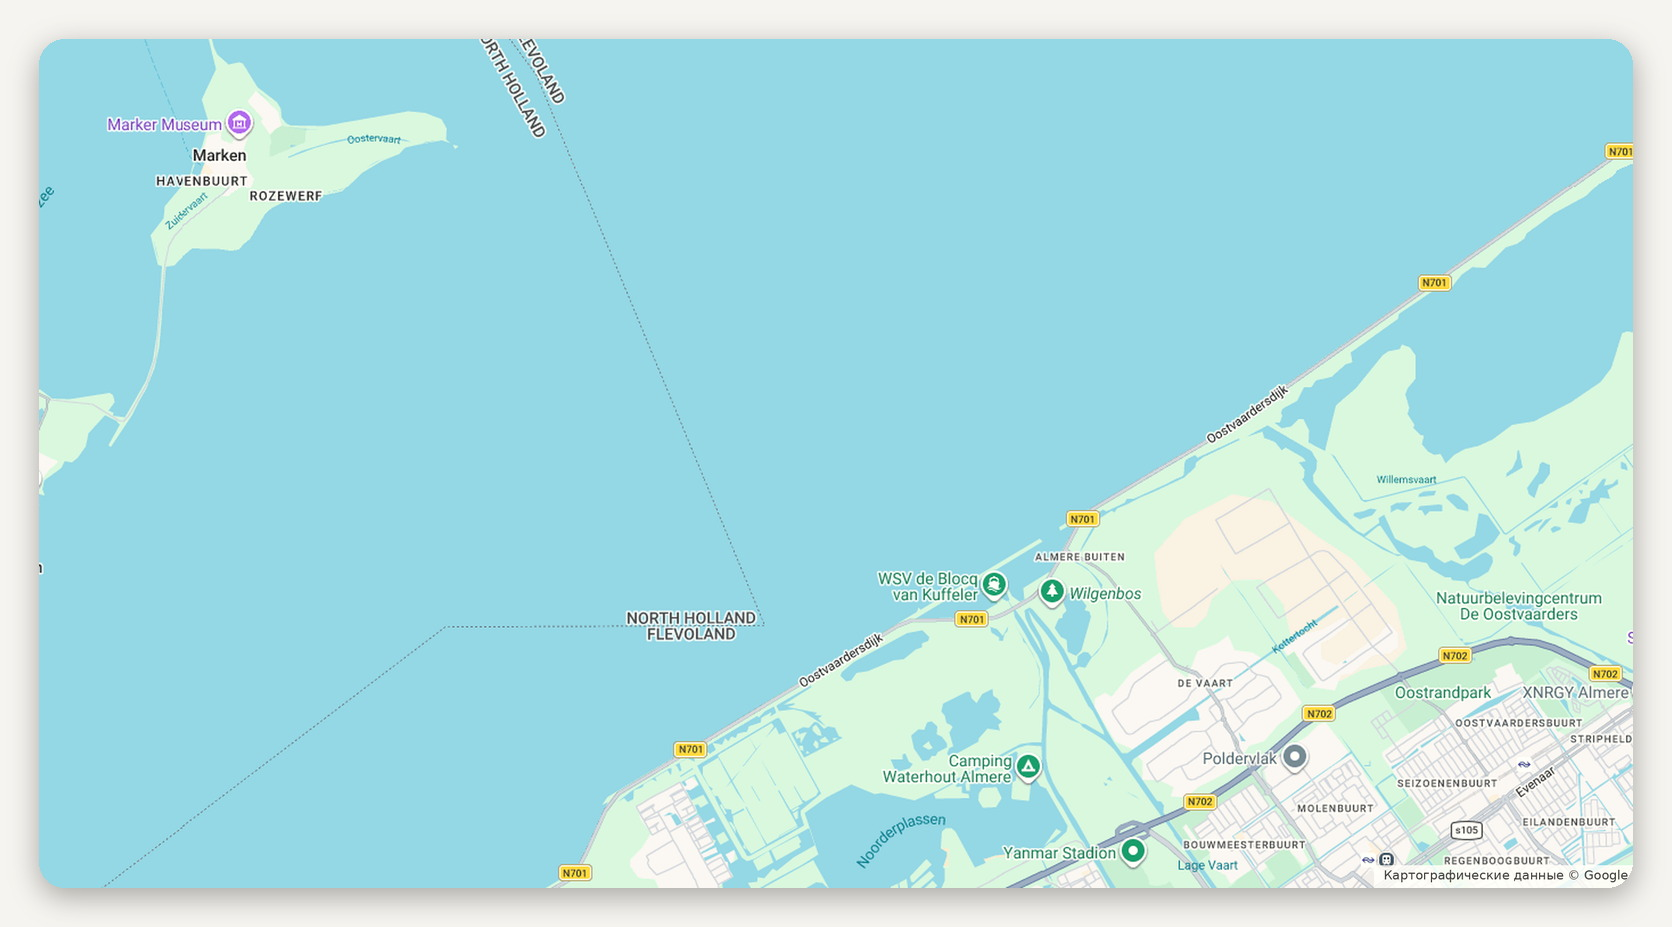 NORTH HOLLAND
FLEVOLAND
Marker Museum
Oostervaart
Marken
HAVENBUURT
ROZEWERF
Zuidervaart
zee
N701
N701
Oostvaardersdijk
Willemsvaart
N701
ALMERE BUITEN
WSV de Blocq
van Kuffeler
Wilgenbos
N701
Natuurbelevingcentrum
De Oostvaarders
NORTH HOLLAND
FLEVOLAND
Kottertocht
Oostvaardersdijk
N702
N702
DE VAART
Oostrandpark
XNRGY Almere
N702
OOSTVAARDERSBUURT
STRIPHELD
N701
Poldervlak
Camping
Waterhout Almere
SEIZOENENBUURT
Evenaar
N702
MOLENBUURT
Noorderplassen
EILANDENBUURT
s105
BOUWMEESTERBUURT
Yanmar Stadion
Lage Vaart
REGENBOOGBUURT
N701
Картографические данные © Google